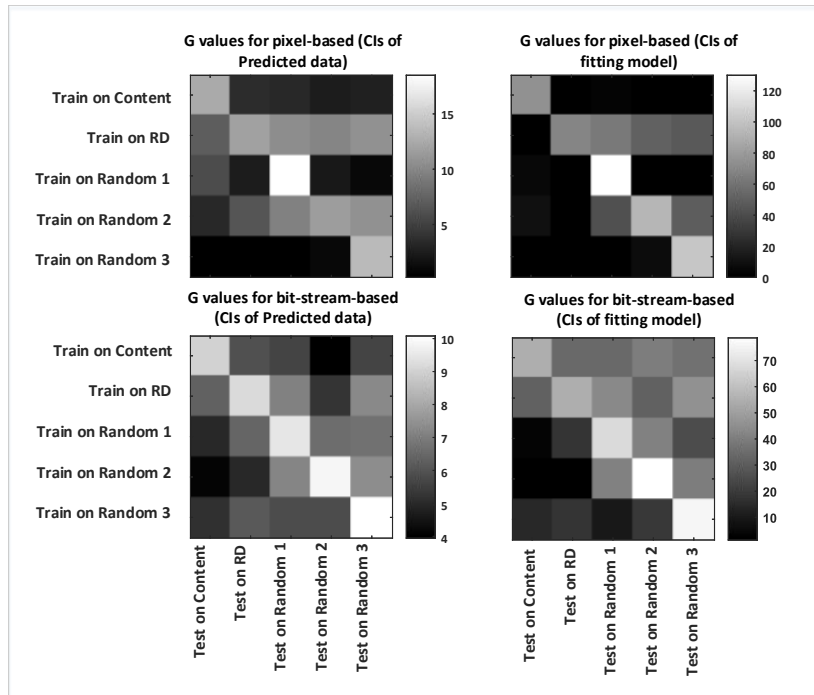 G values for pixel-based (CIs of
Predicted data)
G values for pixel-based (CIs of
fitting model)
Train on Content
Train on RD
Train on Random 1
Train on Random 2
Train on Random 3
15
10
5
120
100
80
60
40
20
0
G values for bit-stream-based
(CIs of Predicted data)
G values for bit-stream-based
(CIs of fitting model)
Train on Content
Train on RD
Train on Random 1
Train on Random 2
Train on Random 3
10
9
8
7
6
5
4
70
60
50
40
30
20
10
Test on Content
Test on RD
Test on Random 1
Test on Random 2
Test on Random 3
Test on Content
Test on RD
Test on Random 1
Test on Random 2
Test on Random 3